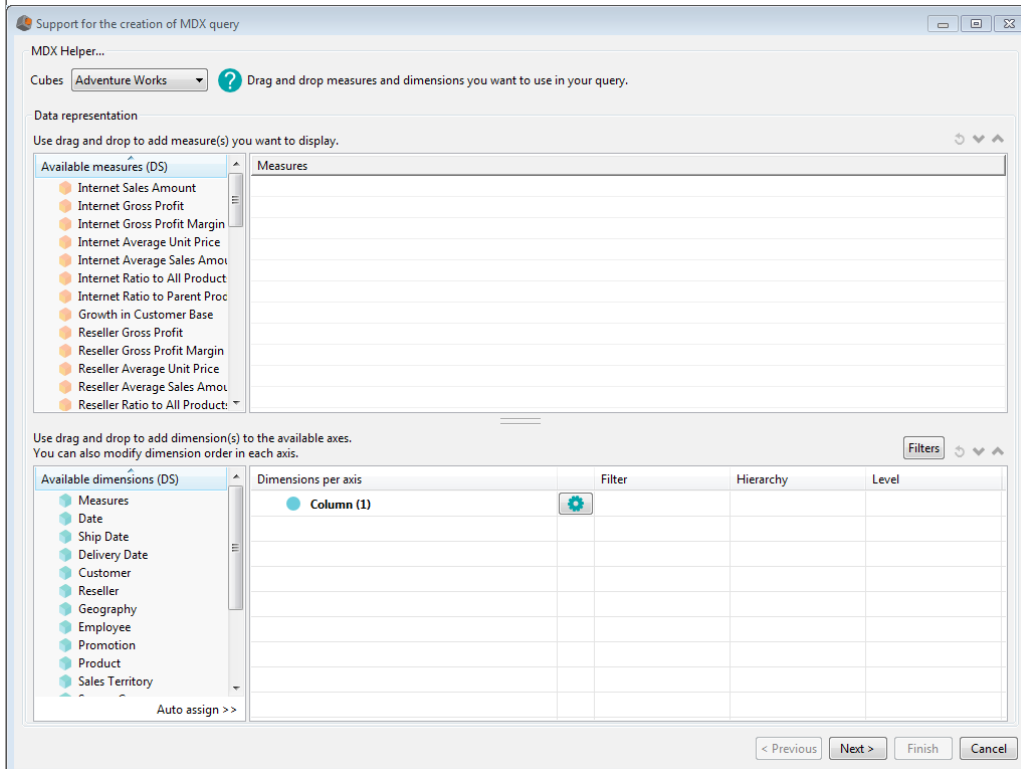 Support for the creation of MDX query
MDX Helper...
Cubes Adventure Works ? Drag and drop measures and dimensions you want to use in your query.
Data representation
Use drag and drop to add measure(s) you want to display.
Available measures (DS) Measures
Internet Sales Amount
Internet Gross Profit
Internet Gross Profit Margin
Internet Average Unit Price
Internet Average Sales Amou
Internet Ratio to All Product
Internet Ratio to Parent Proc
Growth in Customer Base
Reseller Gross Profit
Reseller Gross Profit Margin
Reseller Average Unit Price
Reseller Average Sales Amou
Reseller Ratio to All Products
Use drag and drop to add dimension(s) to the available axes.
You can also modify dimension order in each axis. Filters
Available dimensions (DS) Dimensions per axis Filter Hierarchy Level
Measures Column (1)
Date
Ship Date
Delivery Date
Customer
Reseller
Geography
Employee
Promotion
Product
Sales Territory
Auto assign >>
< Previous Next > Finish Cancel